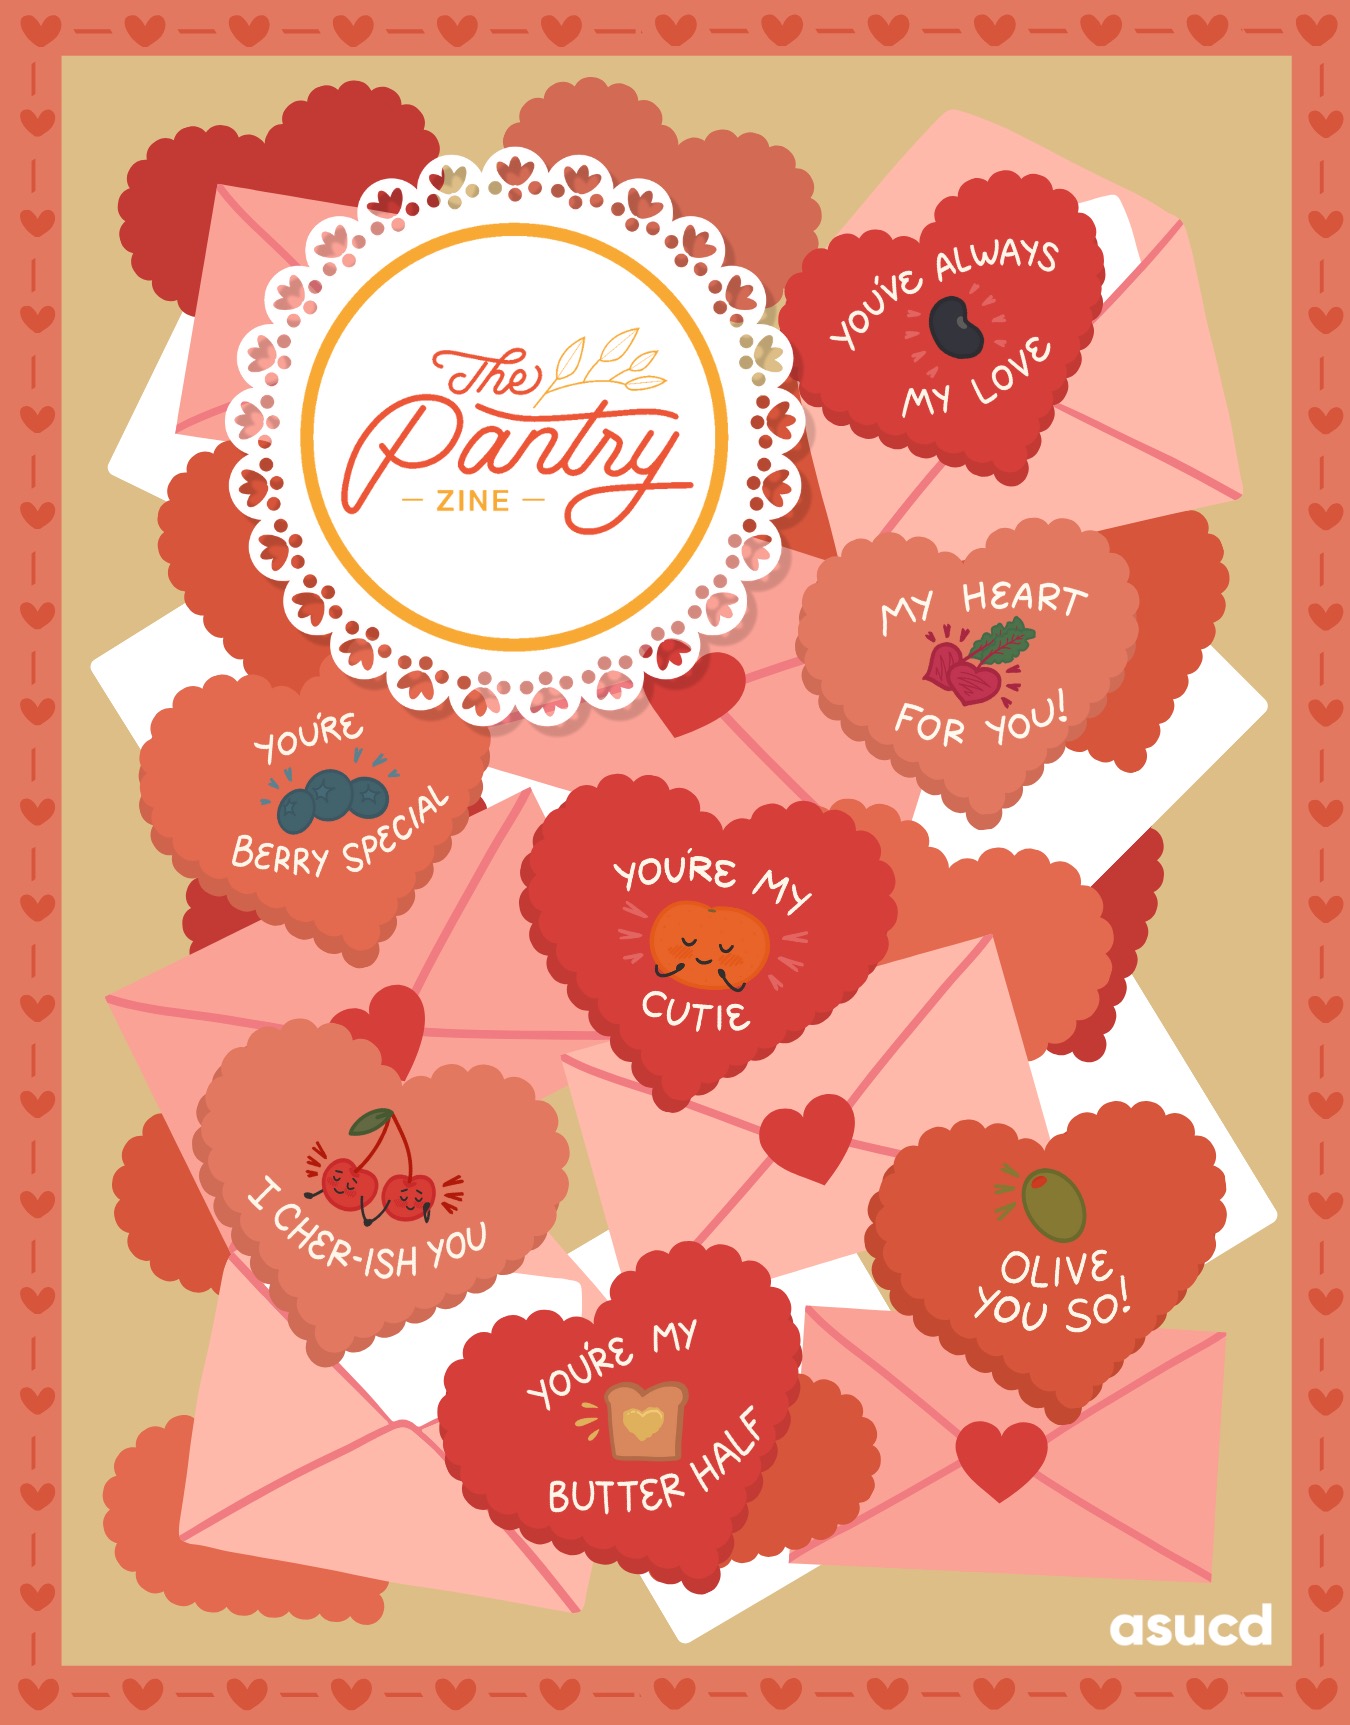 The
Pantry
ZINE
YOU'VE ALWAYS
MY LOVE
MY HEART
FOR YOU!
YOU'RE
BERRY SPECIAL
YOU'RE MY
CUTIE
I CHER-ISH YOU
OLIVE
YOU SO!
YOU'RE MY
BUTTER HALF
asucd